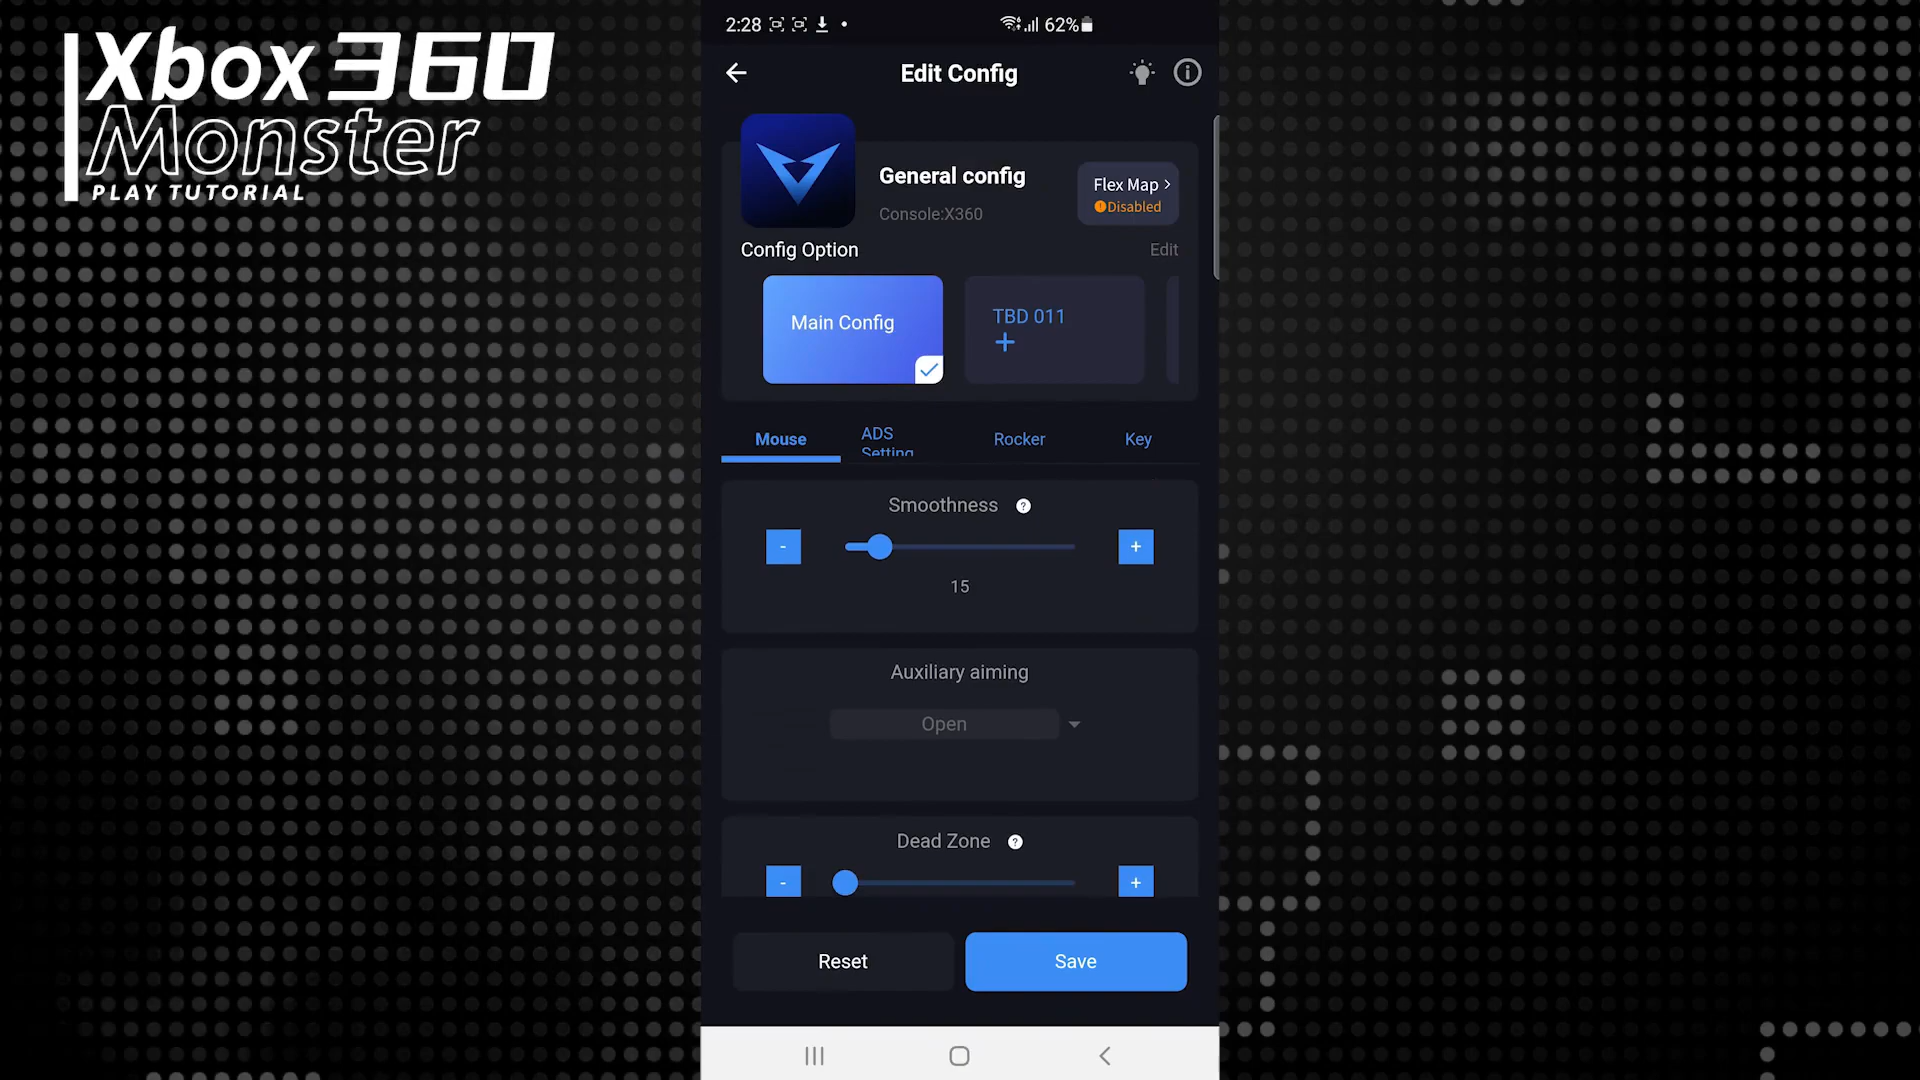 Xbox 360
Monster
PLAY TUTORIAL
2:28
62%
Edit Config
General config
Console:X360
Flex Map >
Disabled
Config Option
Edit
Main Config
TBD 011
+
Mouse
ADS
Setting
Rocker
Key
Smoothness ?
-
+
15
Auxiliary aiming
Open
Dead Zone ?
-
+
Reset
Save